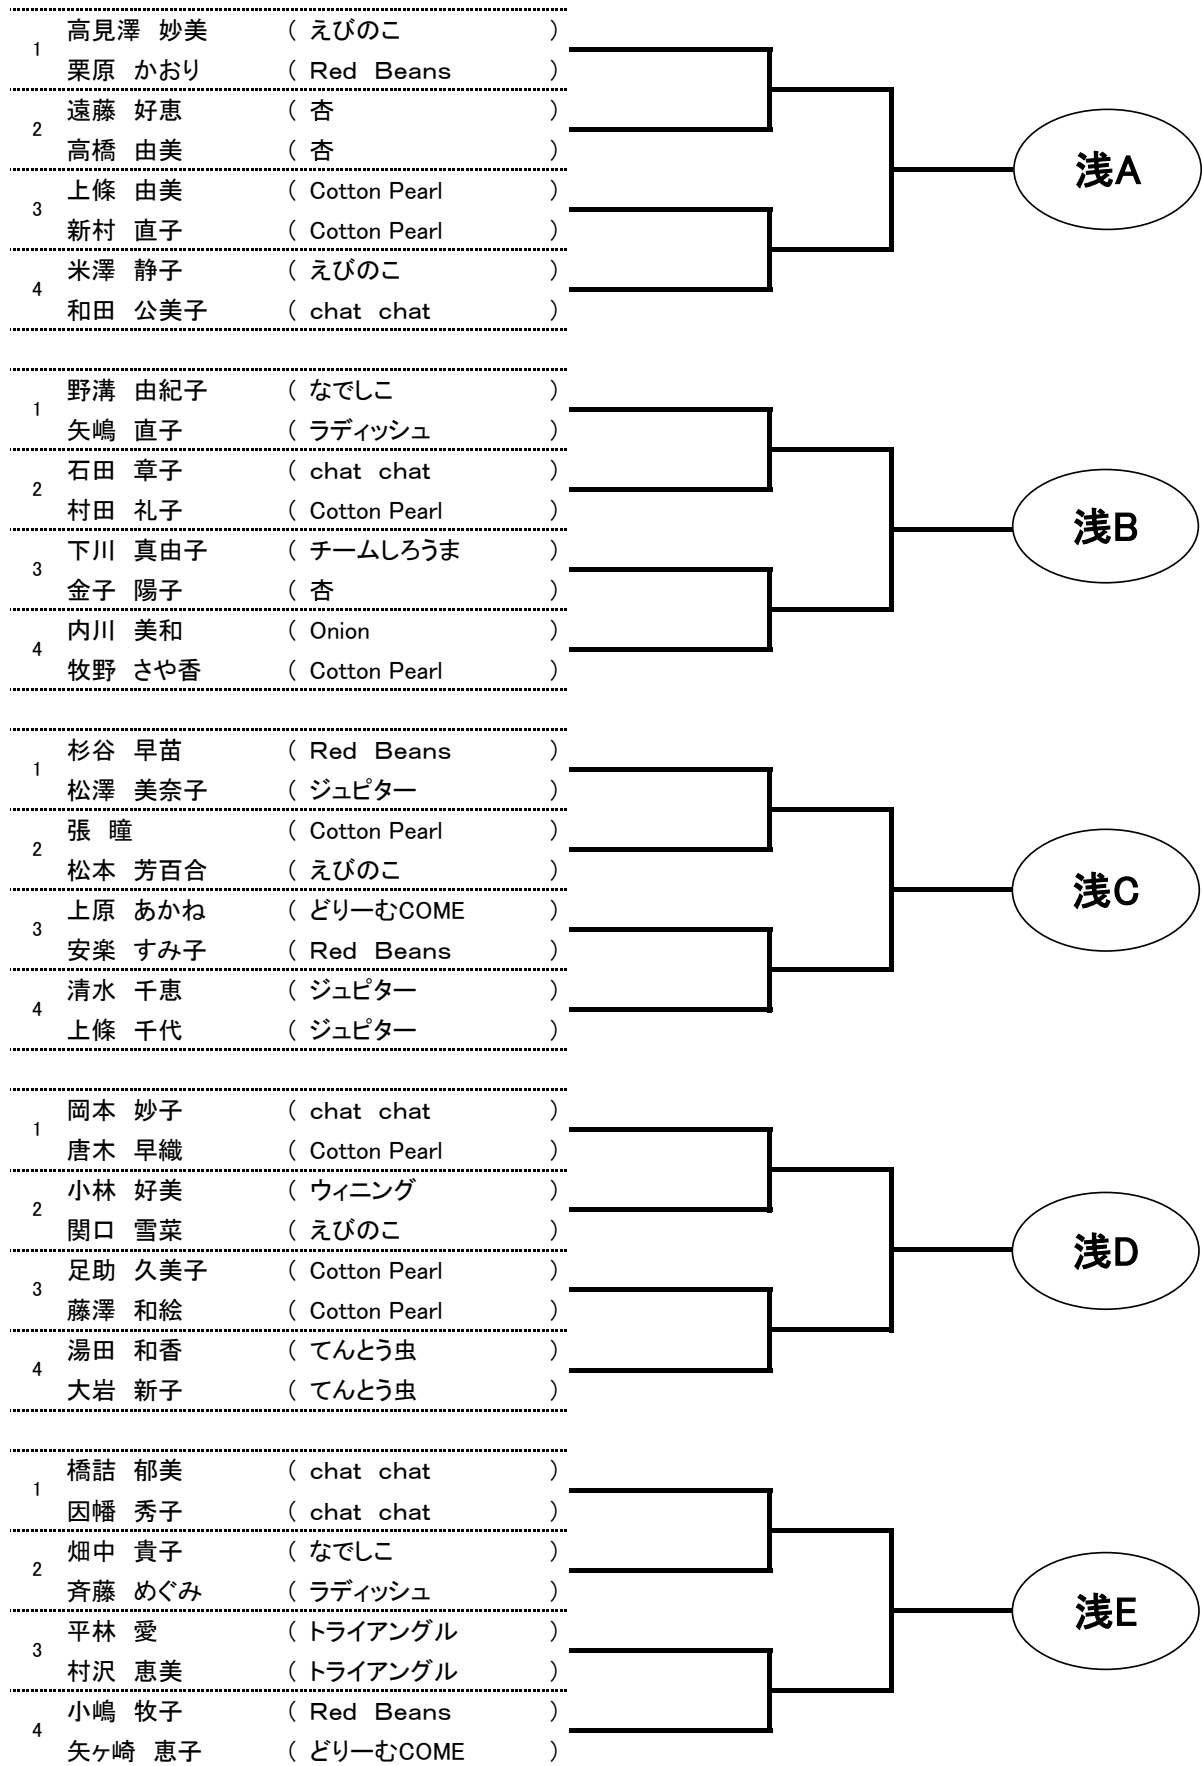 高見澤 妙美 ( えびのこ )
1
栗原 かおり ( Red Beans )
遠藤 好恵 ( 杏 )
2
高橋 由美 ( 杏 )
浅A
上條 由美 ( Cotton Pearl )
3
新村 直子 ( Cotton Pearl )
米澤 静子 ( えびのこ )
4
和田 公美子 ( chat chat )
野溝 由紀子 ( なでしこ )
1
矢嶋 直子 ( ラディッシュ )
石田 章子 ( chat chat )
2
村田 礼子 ( Cotton Pearl )
浅B
下川 真由子 ( チームしろうま )
3
金子 陽子 ( 杏 )
内川 美和 ( Onion )
4
牧野 さや香 ( Cotton Pearl )
杉谷 早苗 ( Red Beans )
1
松澤 美奈子 ( ジュピター )
張 瞳 ( Cotton Pearl )
2
松本 芳百合 ( えびのこ )
浅C
上原 あかね ( どりーむCOME )
3
安楽 すみ子 ( Red Beans )
清水 千恵 ( ジュピター )
4
上條 千代 ( ジュピター )
岡本 妙子 ( chat chat )
1
唐木 早織 ( Cotton Pearl )
小林 好美 ( ウィニング )
2
関口 雪菜 ( えびのこ )
浅D
足助 久美子 ( Cotton Pearl )
3
藤澤 和絵 ( Cotton Pearl )
湯田 和香 ( てんとう虫 )
4
大岩 新子 ( てんとう虫 )
橋詰 郁美 ( chat chat )
1
因幡 秀子 ( chat chat )
畑中 貴子 ( なでしこ )
2
斉藤 めぐみ ( ラディッシュ )
浅E
平林 愛 ( トライアングル )
3
村沢 恵美 ( トライアングル )
小嶋 牧子 ( Red Beans )
4
矢ヶ崎 恵子 ( どりーむCOME )